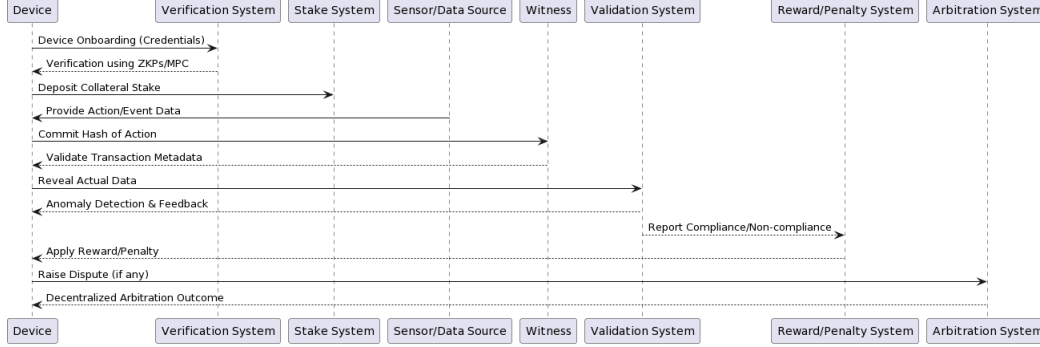 Device Verification System Stake System Sensor/Data Source Witness Validation System Reward/Penalty System Arbitration System
Device Onboarding (Credentials)
Verification using ZKPs/MPC
Deposit Collateral Stake
Provide Action/Event Data
Commit Hash of Action
Validate Transaction Metadata
Reveal Actual Data
Anomaly Detection & Feedback
Report Compliance/Non-compliance
Apply Reward/Penalty
Raise Dispute (if any)
Decentralized Arbitration Outcome
Device Verification System Stake System Sensor/Data Source Witness Validation System Reward/Penalty System Arbitration System